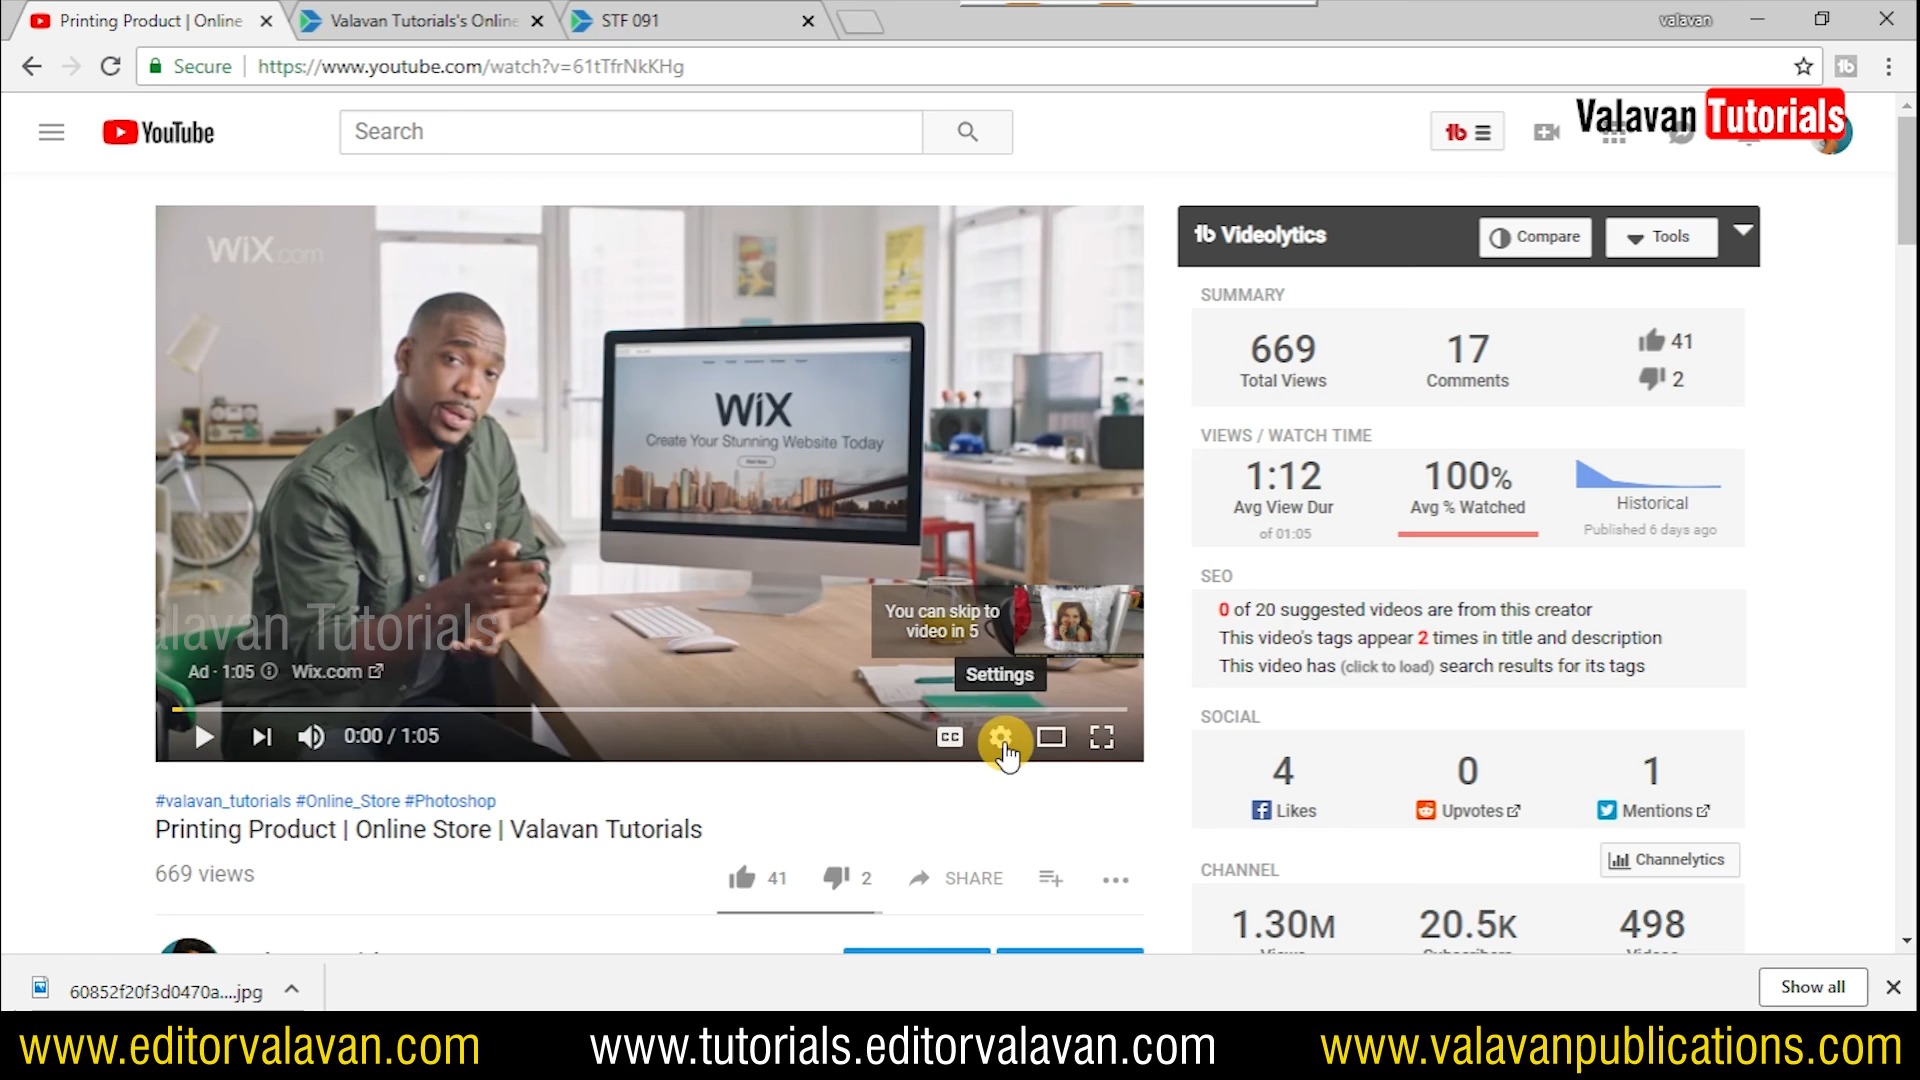 Printing Product | Online
Valavan Tutorials's Online
STF 091
valavan
Secure
https://www.youtube.com/watch?v=61tTfrNkKHg
YouTube
Search
Valavan Tutorials
WiX.com
WiX
Create Your Stunning Website Today
You can skip to
video in 5
alavan Tutorials
Ad · 1:05
Wix.com
Settings
0:00 / 1:05
CC
#valavan_tutorials #Online_Store #Photoshop
Printing Product | Online Store | Valavan Tutorials
669 views
41
2
SHARE
Videolytics
Compare
Tools
SUMMARY
669
Total Views
17
Comments
41
2
VIEWS / WATCH TIME
1:12
Avg View Dur
of 01:05
100%
Avg % Watched
Historical
Published 6 days ago
SEO
0 of 20 suggested videos are from this creator
This video's tags appear 2 times in title and description
This video has (click to load) search results for its tags
SOCIAL
4
Likes
0
Upvotes
1
Mentions
CHANNEL
Channelytics
1.30M
20.5K
498
60852f20f3d0470a....jpg
Show all
www.editorvalavan.com
www.tutorials.editorvalavan.com
www.valavanpublications.com